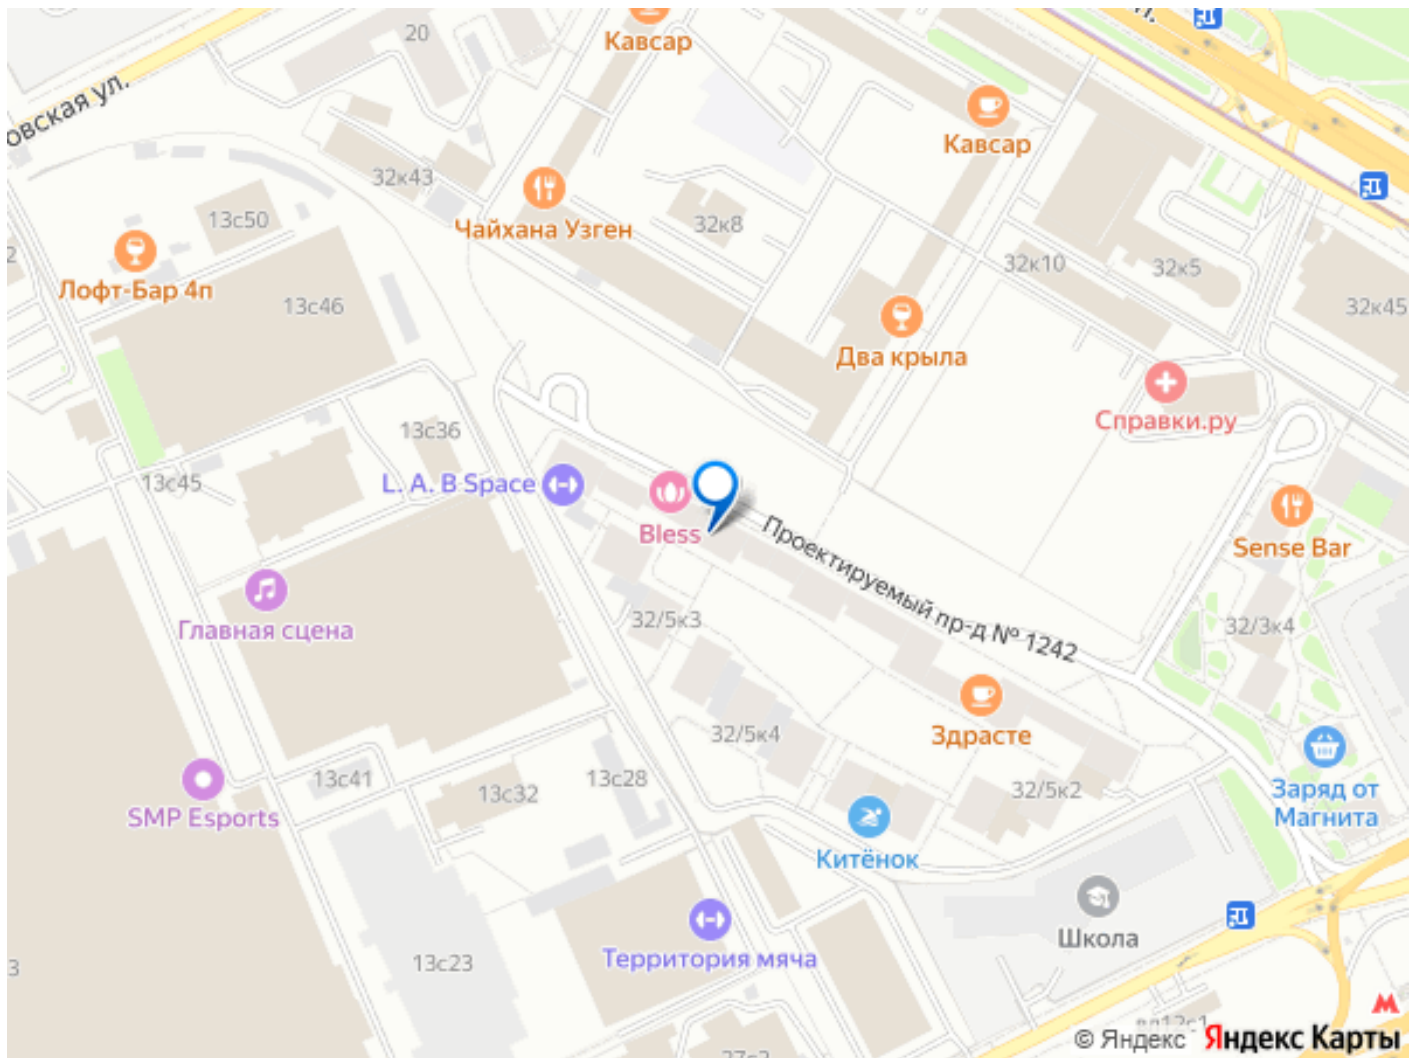 20
Кавсар
овская ул.
Кавсар
32к43
Чайхана Узген
32к8
13с50
Лофт-Бар 4п
13с46
32к10
32к5
32к45
Два крыла
Справки.ру
13с36
13с45
L. A. B Space
Bless
Проектируемый пр-д № 1242
Sense Bar
Главная сцена
32/5к3
32/3к4
32/5к4
Здрасте
13с41
13с32
13с28
32/5к2
SMP Esports
Заряд от
Магнита
Китёнок
Школа
Территория мяча
13с23
© Яндекс Яндекс Карты